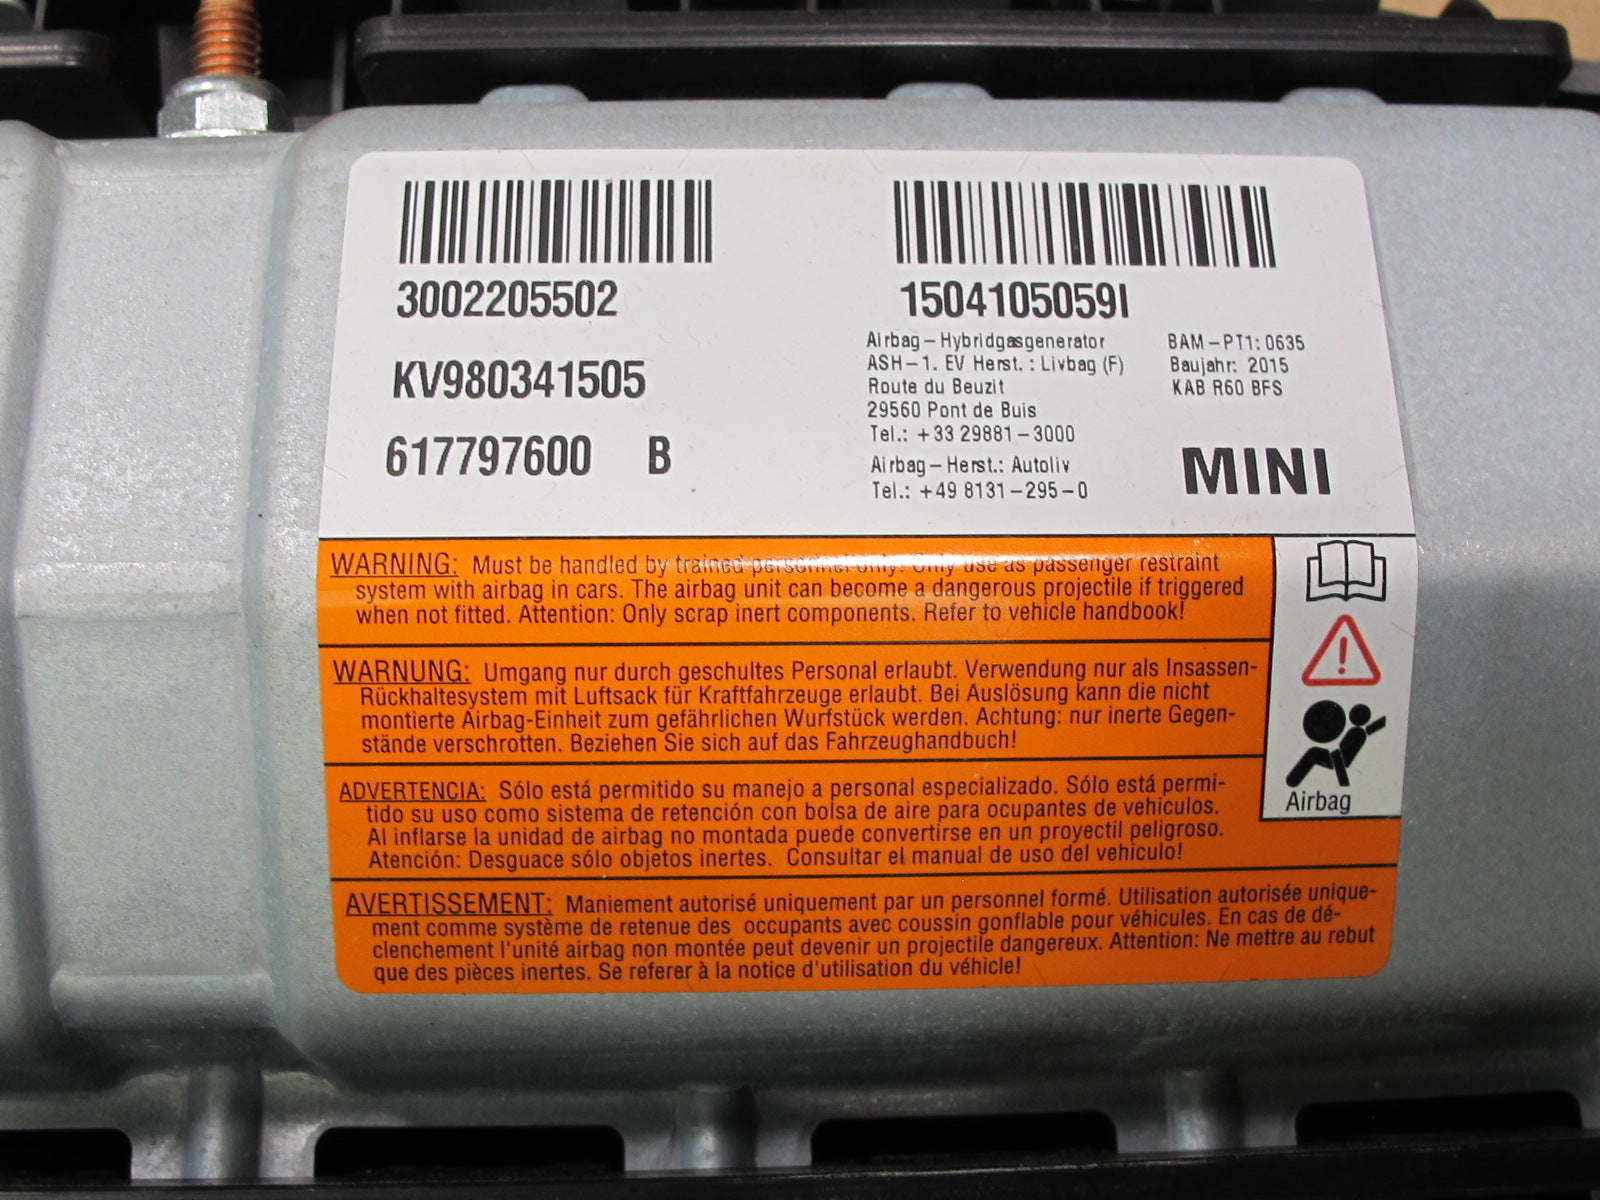 3002205502
KV980341505
617797600 B
1504105059I
Airbag-Hybridgasgenerator
ASH-1. EV Herst. : Livbag (F)
Route du Beuzit
29560 Pont de Buis
Tel.: +33 29881-3000
Airbag-Herst.: Autoliv
Tel.: +49 8131-295-0
BAM-PT1: 0635
Baujahr: 2015
KAB R60 BFS
MINI
WARNING: Must be handled by trained personnel only. Only use as passenger restraint
system with airbag in cars. The airbag unit can become a dangerous projectile if triggered
when not fitted. Attention: Only scrap inert components. Refer to vehicle handbook!
WARNUNG: Umgang nur durch geschultes Personal erlaubt. Verwendung nur als Insassen-
Rückhaltesystem mit Luftsack für Kraftfahrzeuge erlaubt. Bei Auslösung kann die nicht
montierte Airbag-Einheit zum gefährlichen Wurfstück werden. Achtung: nur inerte Gegen-
stände verschrotten. Beziehen Sie sich auf das Fahrzeughandbuch!
ADVERTENCIA: Sólo está permitido su manejo a personal especializado. Sólo está permi-
tido su uso como sistema de retención con bolsa de aire para ocupantes de vehiculos.
Al inflarse la unidad de airbag no montada puede convertirse en un proyectil peligroso.
Atención: Desguace sólo objetos inertes. Consultar el manual de uso del vehiculo!
AVERTISSEMENT: Maniement autorisé uniquement par un personnel formé. Utilisation autorisée unique-
ment comme système de retenue des occupants avec coussin gonflable pour véhicules. En cas de dé-
clenchement l'unité airbag non montée peut devenir un projectile dangereux. Attention: Ne mettre au rebut
que des pièces inertes. Se referer à la notice d'utilisation du véhicle!
Airbag